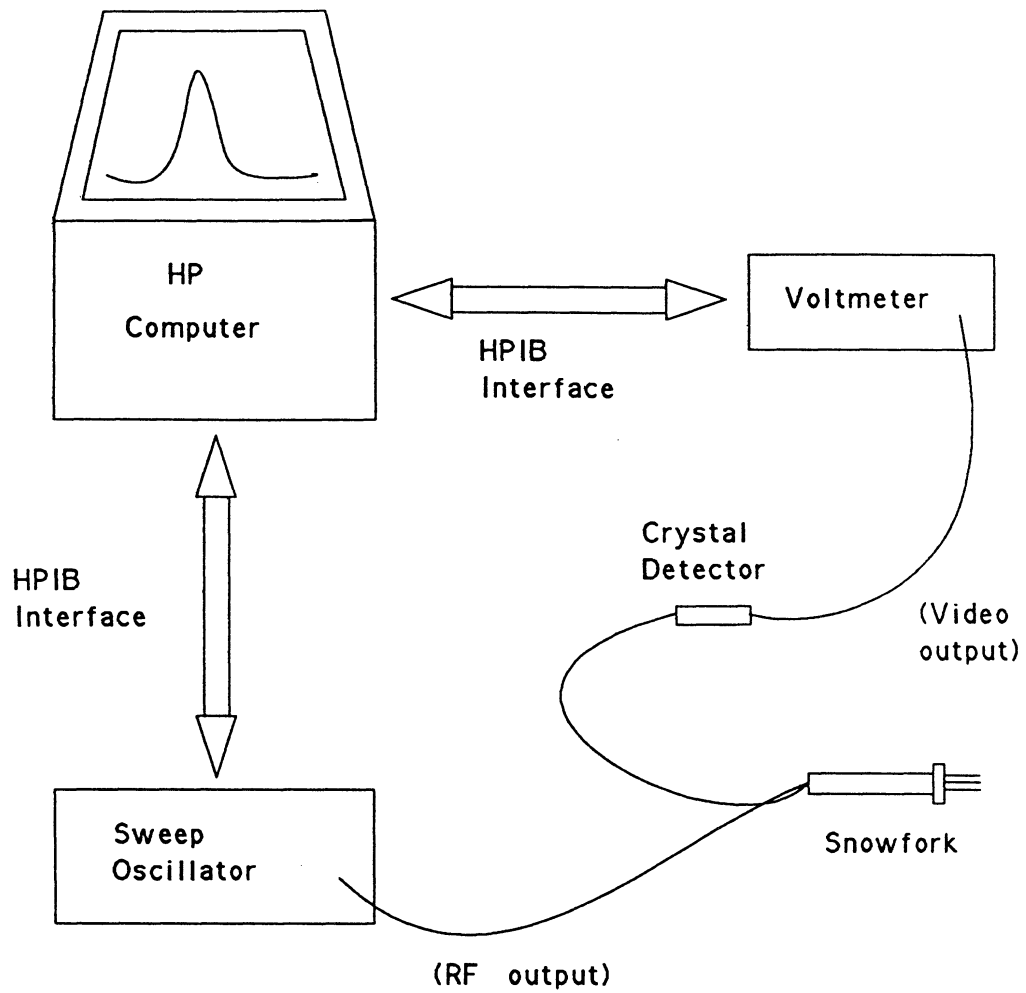 HP
Computer
Voltmeter
HPIB
Interface
Crystal
Detector
HPIB
Interface
(Video
output)
Sweep
Oscillator
Snowfork
(RF output)